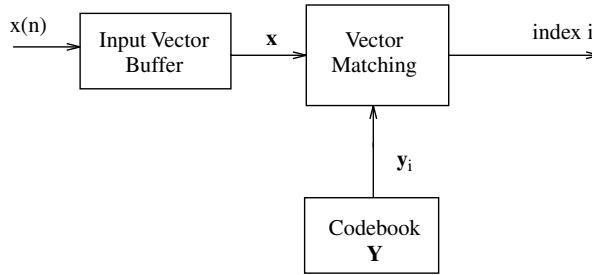 x(n)
Input Vector
Buffer
x
Vector
Matching
index i
y_i
Codebook
Y